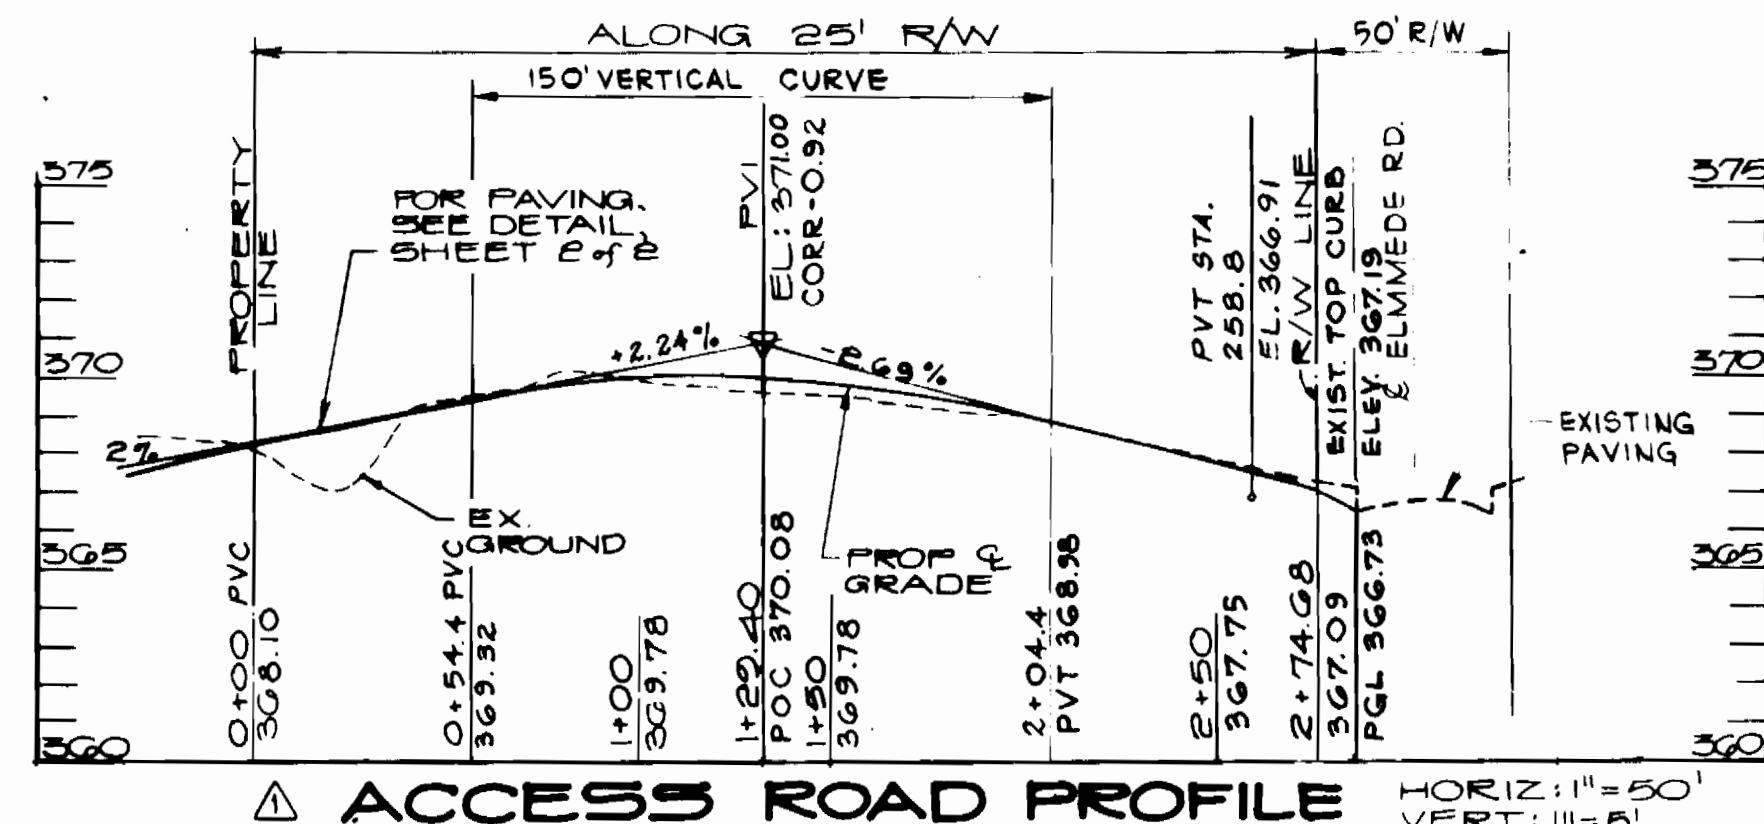 ALONG 25' R/W
50' R/W
150' VERTICAL CURVE
375
375
370
370
365
365
360
360
PROPERTY
LINE
FOR PAVING.
SEE DETAIL,
SHEET 2 of 2
PVI
EL: 371.00
CORR-0.92
+2.24%
-2.69%
PVT STA.
258.8
EL. 366.91
R/W LINE
EXIST. TOP CURB
ELEV. 367.19
℄ ELMMEDE RD.
EXISTING
PAVING
2%
EX.
GROUND
PROP ℄
GRADE
0+00 PVC
368.10
0+54.4 PVC
369.32
1+00
369.78
1+29.40
POC 370.08
1+50
369.78
2+04.4
PVT 368.98
2+50
367.75
2+74.68
367.09
PGL 366.73
1 ACCESS ROAD PROFILE
HORIZ: 1"=50'
VERT: 1"=5'